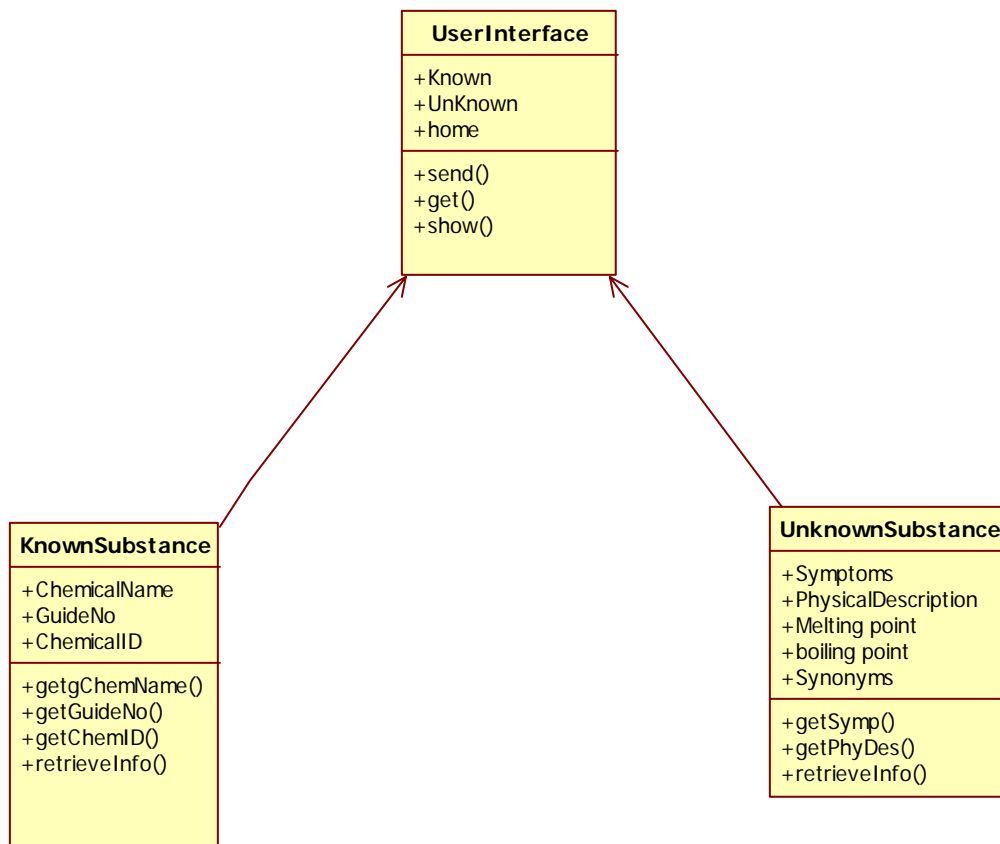 UserInterface
+Known
+UnKnown
+home
+send()
+get()
+show()
KnownSubstance
+ChemicalName
+GuideNo
+ChemicalID
+getgChemName()
+getGuideNo()
+getChemID()
+retrieveInfo()
UnknownSubstance
+Symptoms
+PhysicalDescription
+Melting point
+boiling point
+Synonyms
+getSymp()
+getPhyDes()
+retrieveInfo()